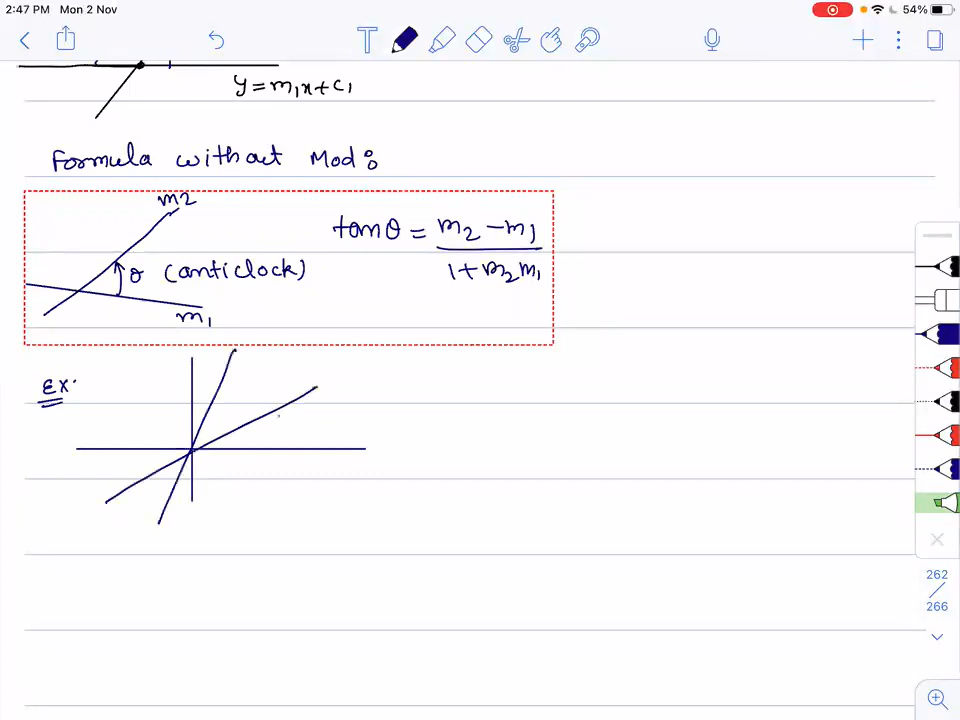 2:47 PM Mon 2 Nov
54%
y=m₁x+c₁
Formula without Mod:
m2
tanθ = m₂ - m₁
1 + m₂m₁
θ (anticlock)
m₁
Ex:
262
/
266